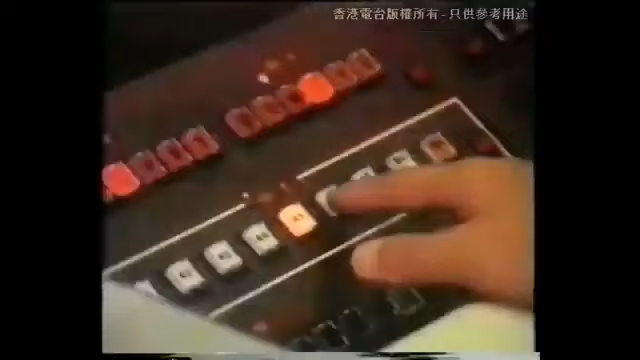 香港電台版權所有 - 只供參考用途